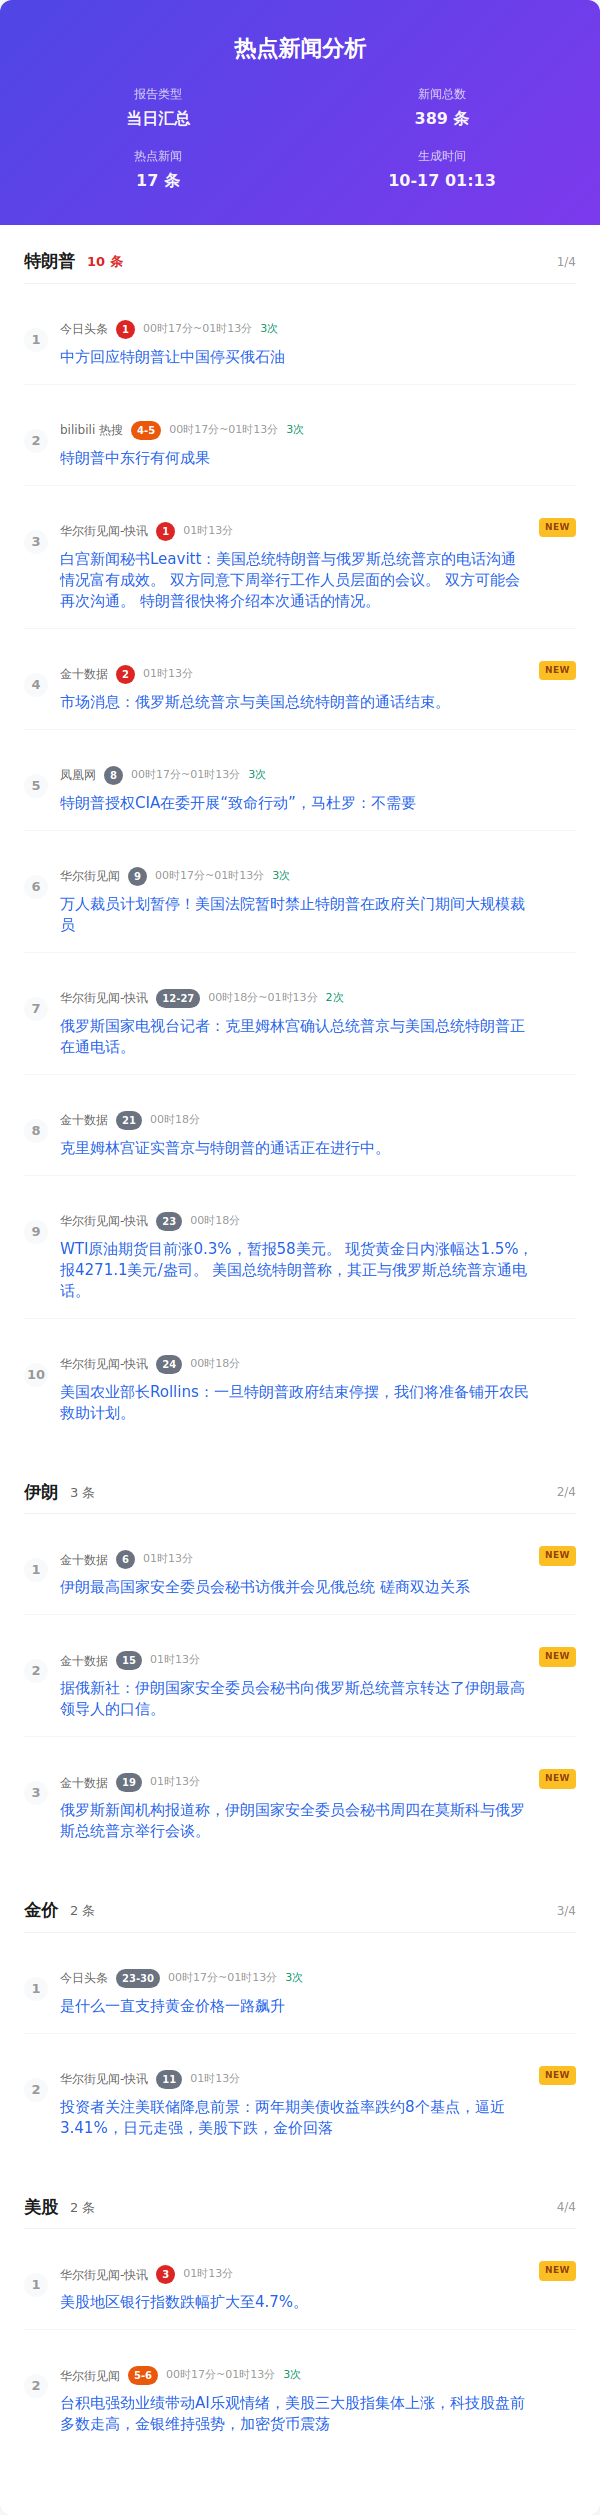 热点新闻分析
报告类型
当日汇总
新闻总数
389 条
热点新闻
17 条
生成时间
10-17 01:13
特朗普 10 条 1/4
1
今日头条 1 00时17分~01时13分 3次
中方回应特朗普让中国停买俄石油
2
bilibili 热搜 4-5 00时17分~01时13分 3次
特朗普中东行有何成果
3
华尔街见闻-快讯 1 01时13分 NEW
白宫新闻秘书Leavitt：美国总统特朗普与俄罗斯总统普京的电话沟通
情况富有成效。 双方同意下周举行工作人员层面的会议。 双方可能会
再次沟通。 特朗普很快将介绍本次通话的情况。
4
金十数据 2 01时13分 NEW
市场消息：俄罗斯总统普京与美国总统特朗普的通话结束。
5
凤凰网 8 00时17分~01时13分 3次
特朗普授权CIA在委开展“致命行动”，马杜罗：不需要
6
华尔街见闻 9 00时17分~01时13分 3次
万人裁员计划暂停！美国法院暂时禁止特朗普在政府关门期间大规模裁
员
7
华尔街见闻-快讯 12-27 00时18分~01时13分 2次
俄罗斯国家电视台记者：克里姆林宫确认总统普京与美国总统特朗普正
在通电话。
8
金十数据 21 00时18分
克里姆林宫证实普京与特朗普的通话正在进行中。
9
华尔街见闻-快讯 23 00时18分
WTI原油期货目前涨0.3%，暂报58美元。 现货黄金日内涨幅达1.5%，
报4271.1美元/盎司。 美国总统特朗普称，其正与俄罗斯总统普京通电
话。
10
华尔街见闻-快讯 24 00时18分
美国农业部长Rollins：一旦特朗普政府结束停摆，我们将准备铺开农民
救助计划。
伊朗 3 条 2/4
1
金十数据 6 01时13分 NEW
伊朗最高国家安全委员会秘书访俄并会见俄总统 磋商双边关系
2
金十数据 15 01时13分 NEW
据俄新社：伊朗国家安全委员会秘书向俄罗斯总统普京转达了伊朗最高
领导人的口信。
3
金十数据 19 01时13分 NEW
俄罗斯新闻机构报道称，伊朗国家安全委员会秘书周四在莫斯科与俄罗
斯总统普京举行会谈。
金价 2 条 3/4
1
今日头条 23-30 00时17分~01时13分 3次
是什么一直支持黄金价格一路飙升
2
华尔街见闻-快讯 11 01时13分 NEW
投资者关注美联储降息前景：两年期美债收益率跌约8个基点，逼近
3.41%，日元走强，美股下跌，金价回落
美股 2 条 4/4
1
华尔街见闻-快讯 3 01时13分 NEW
美股地区银行指数跌幅扩大至4.7%。
2
华尔街见闻 5-6 00时17分~01时13分 3次
台积电强劲业绩带动AI乐观情绪，美股三大股指集体上涨，科技股盘前
多数走高，金银维持强势，加密货币震荡